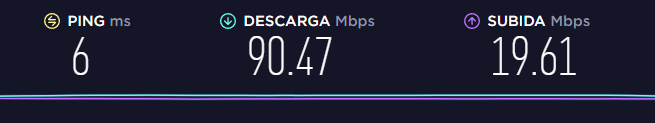 PING ms DESCARGA Mbps SUBIDA Mbps
6 90.47 19.61